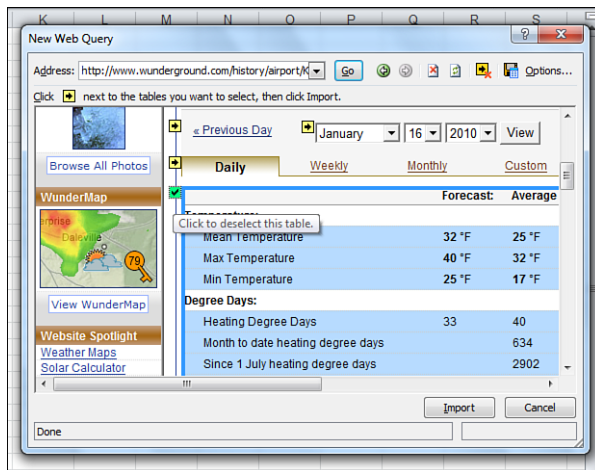 K L M N O P Q R S
New Web Query
Address: http://www.wunderground.com/history/airport/K Go Options...
Click next to the tables you want to select, then click Import.
« Previous Day January 16 2010 View
Browse All Photos
Daily Weekly Monthly Custom
WunderMap
Forecast: Average
erprise
Daleville
79
Click to deselect this table.
Mean Temperature 32 °F 25 °F
Max Temperature 40 °F 32 °F
Min Temperature 25 °F 17 °F
View WunderMap
Degree Days:
Heating Degree Days 33 40
Website Spotlight
Month to date heating degree days 634
Weather Maps
Since 1 July heating degree days 2902
Solar Calculator
Import Cancel
Done